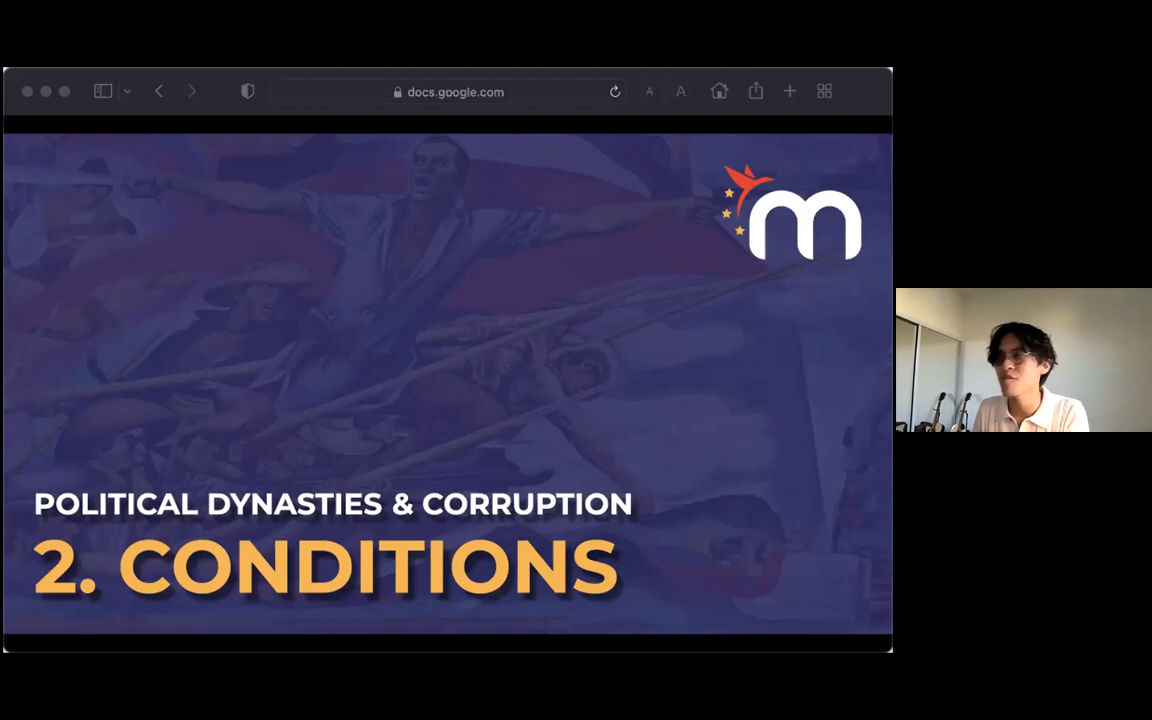 docs.google.com
A A
m
POLITICAL DYNASTIES & CORRUPTION
2. CONDITIONS